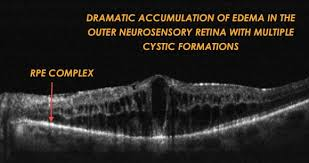 DRAMATIC ACCUMULATION OF EDEMA IN THE
OUTER NEUROSENSORY RETINA WITH MULTIPLE
CYSTIC FORMATIONS
RPE COMPLEX